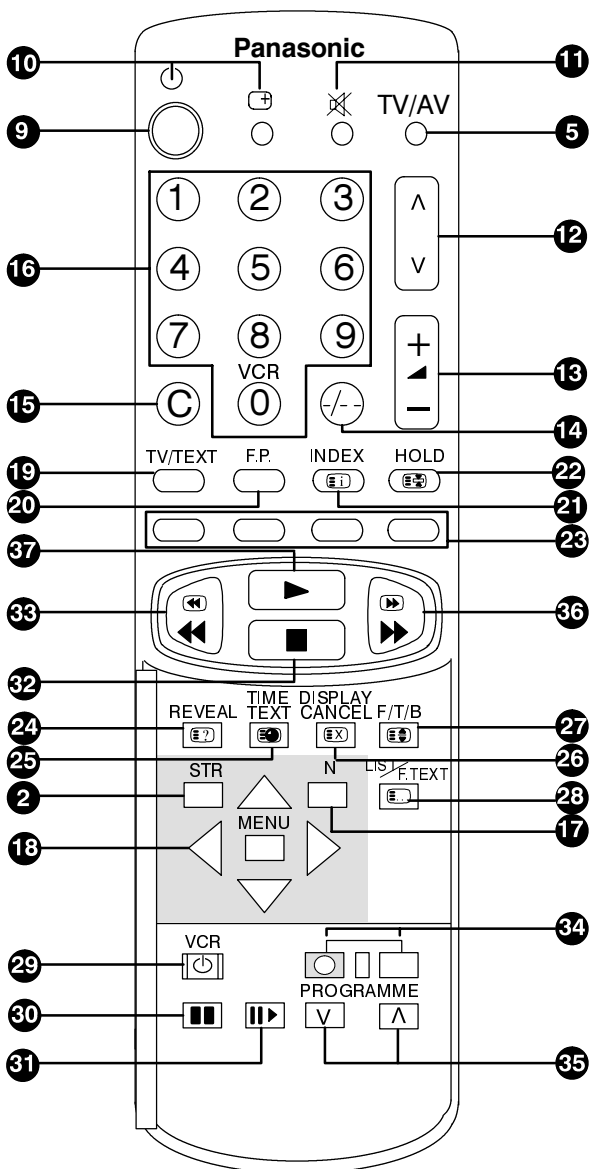 Panasonic
10
11
TV/AV
9
5
1 2 3
12
16
4 5 6
7 8 9
13
VCR
15
C 0 -/--
14
TV/TEXT F.P. INDEX HOLD
19
22
20
21
23
37
33
36
32
TIME DISPLAY
REVEAL TEXT CANCEL F/T/B
24
27
25
26
STR N LIST/F.TEXT
2
28
17
MENU
18
34
VCR
29
PROGRAMME
30
31
35